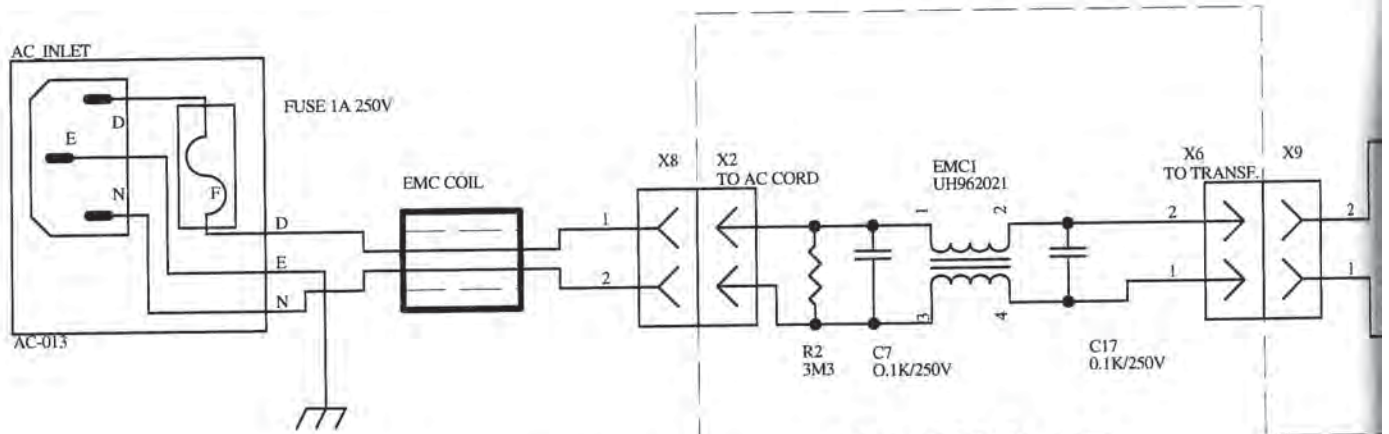 AC_INLET
FUSE 1A 250V
D
E
N
F
AC-013
D
E
N
EMC COIL
1
2
X8
X2
TO AC CORD
R2
3M3
C7
O.1K/250V
EMC1
UH962021
1
2
3
4
C17
0.1K/250V
X6
TO TRANSF.
2
1
X9
2
1